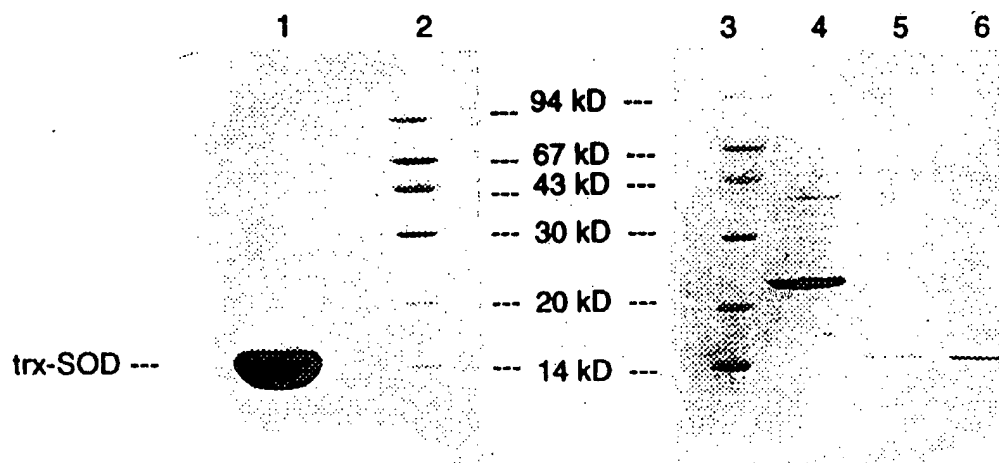 1 2 3 4 5 6
--- 94 kD ---
--- 67 kD ---
--- 43 kD ---
--- 30 kD ---
--- 20 kD ---
trx-SOD --- --- 14 kD ---